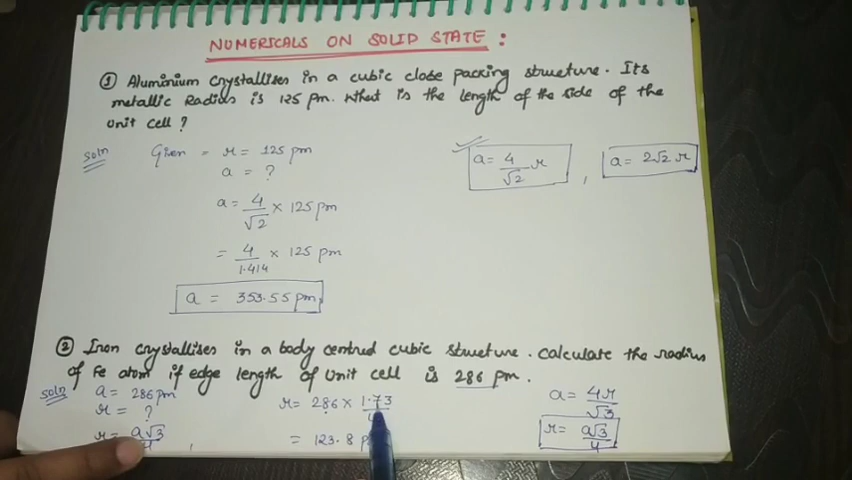 NUMERICALS ON SOLID STATE :
① Aluminium crystallises in a cubic close packing structure. Its
metallic Radius is 125 pm. What is the length of the side of the
Unit cell ?
Soln
Given = r = 125 pm
a = ?
a = 4/√2 r , a = 2√2 r
a = 4/√2 × 125 pm
= 4/1.414 × 125 pm
a = 353.55 pm
② Iron crystallises in a body centred cubic structure. Calculate the radius
of Fe atom if edge length of Unit cell is 286 pm.
Soln
a = 286 pm
r = ?
r = a√3/4 ,
r = 286 × 1.73
= 123.8
a = 4r/√3
r = a√3/4